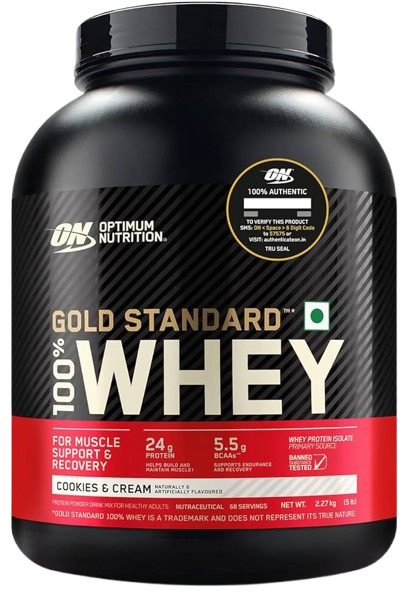 ON
100% AUTHENTIC
TO VERIFY THIS PRODUCT
SMS: ON < Space > 6 Digit Code
to 57575 or
VISIT: authenticateon.in
TRU SEAL
ON OPTIMUM
NUTRITION®
GOLD STANDARD™*
100% WHEY
FOR MUSCLE
SUPPORT &
RECOVERY
24g
PROTEIN
HELPS BUILD AND
MAINTAIN MUSCLE†
5.5g
BCAAs
SUPPORTS ENDURANCE
AND RECOVERY
WHEY PROTEIN ISOLATE
PRIMARY SOURCE
BANNED
SUBSTANCE
TESTED
COOKIES & CREAM NATURALLY &
ARTIFICIALLY FLAVOURED
PROTEIN POWDER DRINK MIX FOR HEALTHY ADULTS NUTRACEUTICAL 68 SERVINGS NET WT. 2.27kg (5 lb)
*GOLD STANDARD 100% WHEY IS A TRADEMARK AND DOES NOT REPRESENT ITS TRUE NATURE.